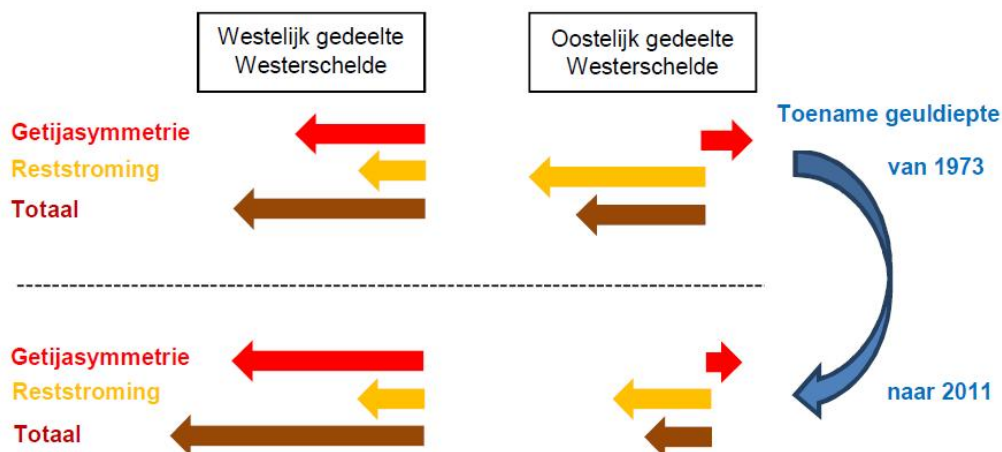 Westelijk gedeelte
Westerschelde
Oostelijk gedeelte
Westerschelde
Getijasymmetrie
Reststroming
Totaal
Toename geuldiepte
van 1973
Getijasymmetrie
Reststroming
Totaal
naar 2011